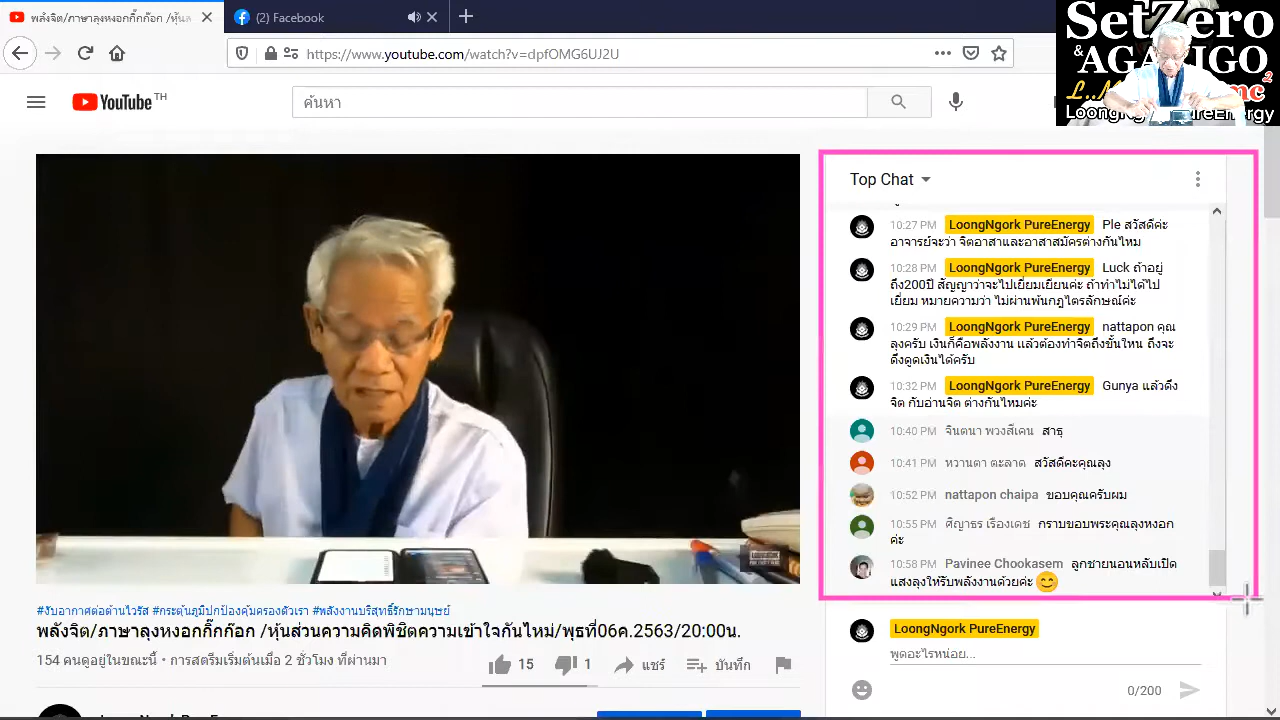 พลังจิต/ภาษาลุงหงอกกิ๊กก๊อก /หุ้นส
(2) Facebook
https://www.youtube.com/watch?v=dpfOMG6UJ2U
SetZero
&
L..M
mc²
LoongNg PureEnergy
YouTube TH
ค้นหา
Top Chat
10:27 PM LoongNgork PureEnergy Ple สวัสดีค่ะ
อาจารย์จะว่า จิตอาสาและอาสาสมัครต่างกันไหม
10:28 PM LoongNgork PureEnergy Luck ถ้าอยู่
ถึง200ปี สัญญาว่าจะไปเยี่ยมเยียนค่ะ ถ้าทำไม่ได้ไป
เยี่ยม หมายความว่า ไม่ผ่านพ้นกฎไตรลักษณ์ค่ะ
10:29 PM LoongNgork PureEnergy nattapon คุณ
ลุงครับ เงินก็คือพลังงาน แล้วต้องทำจิตถึงขั้นไหน ถึงจะ
ดึงดูดเงินได้ครับ
10:32 PM LoongNgork PureEnergy Gunya แล้วดึง
จิต กับอ่านจิต ต่างกันไหมค่ะ
10:40 PM จินตนา พวงสีเคน สาธุ
10:41 PM หวานตา ตะลาด สวัสดีคะคุณลุง
10:52 PM nattapon chaipa ขอบคุณครับผม
10:55 PM ศิญาธร เรืองเดช กราบขอบพระคุณลุงหงอก
ค่ะ
10:58 PM Pavinee Chookasem ลูกชายนอนหลับเปิด
แสงลุงให้รับพลังงานด้วยค่ะ 😊
#งับอากาศต่อต้านไวรัส #กระตุ้นภูมิปกป้องคุ้มครองตัวเรา #พลังงานบริสุทธิ์รักษามนุษย์
พลังจิต/ภาษาลุงหงอกกิ๊กก๊อก /หุ้นส่วนความคิดพิชิตความเข้าใจกันไหม/พุธที่06ค.2563/20:00น.
154 คนดูอยู่ในขณะนี้ • การสตรีมเริ่มต้นเมื่อ 2 ชั่วโมง ที่ผ่านมา
15
1
แชร์
บันทึก
LoongNgork PureEnergy
พูดอะไรหน่อย...
0/200